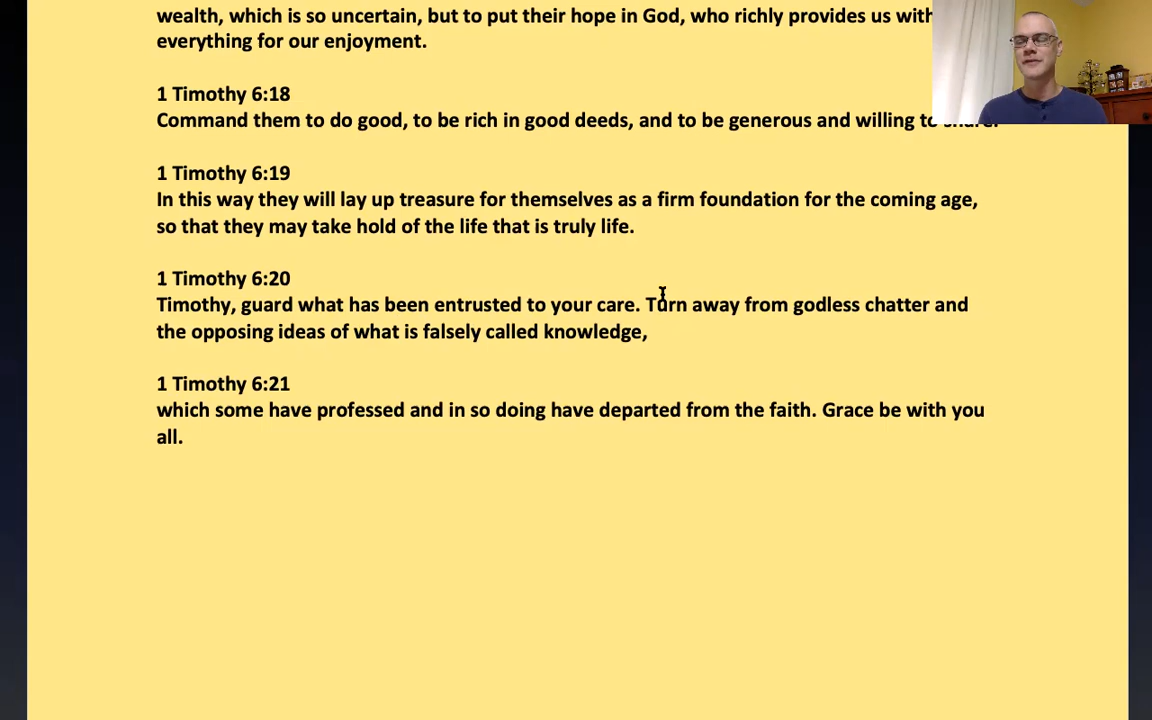 wealth, which is so uncertain, but to put their hope in God, who richly provides us with
everything for our enjoyment.
1 Timothy 6:18
Command them to do good, to be rich in good deeds, and to be generous and willing to share.
1 Timothy 6:19
In this way they will lay up treasure for themselves as a firm foundation for the coming age,
so that they may take hold of the life that is truly life.
1 Timothy 6:20
Timothy, guard what has been entrusted to your care. Turn away from godless chatter and
the opposing ideas of what is falsely called knowledge,
1 Timothy 6:21
which some have professed and in so doing have departed from the faith. Grace be with you
all.